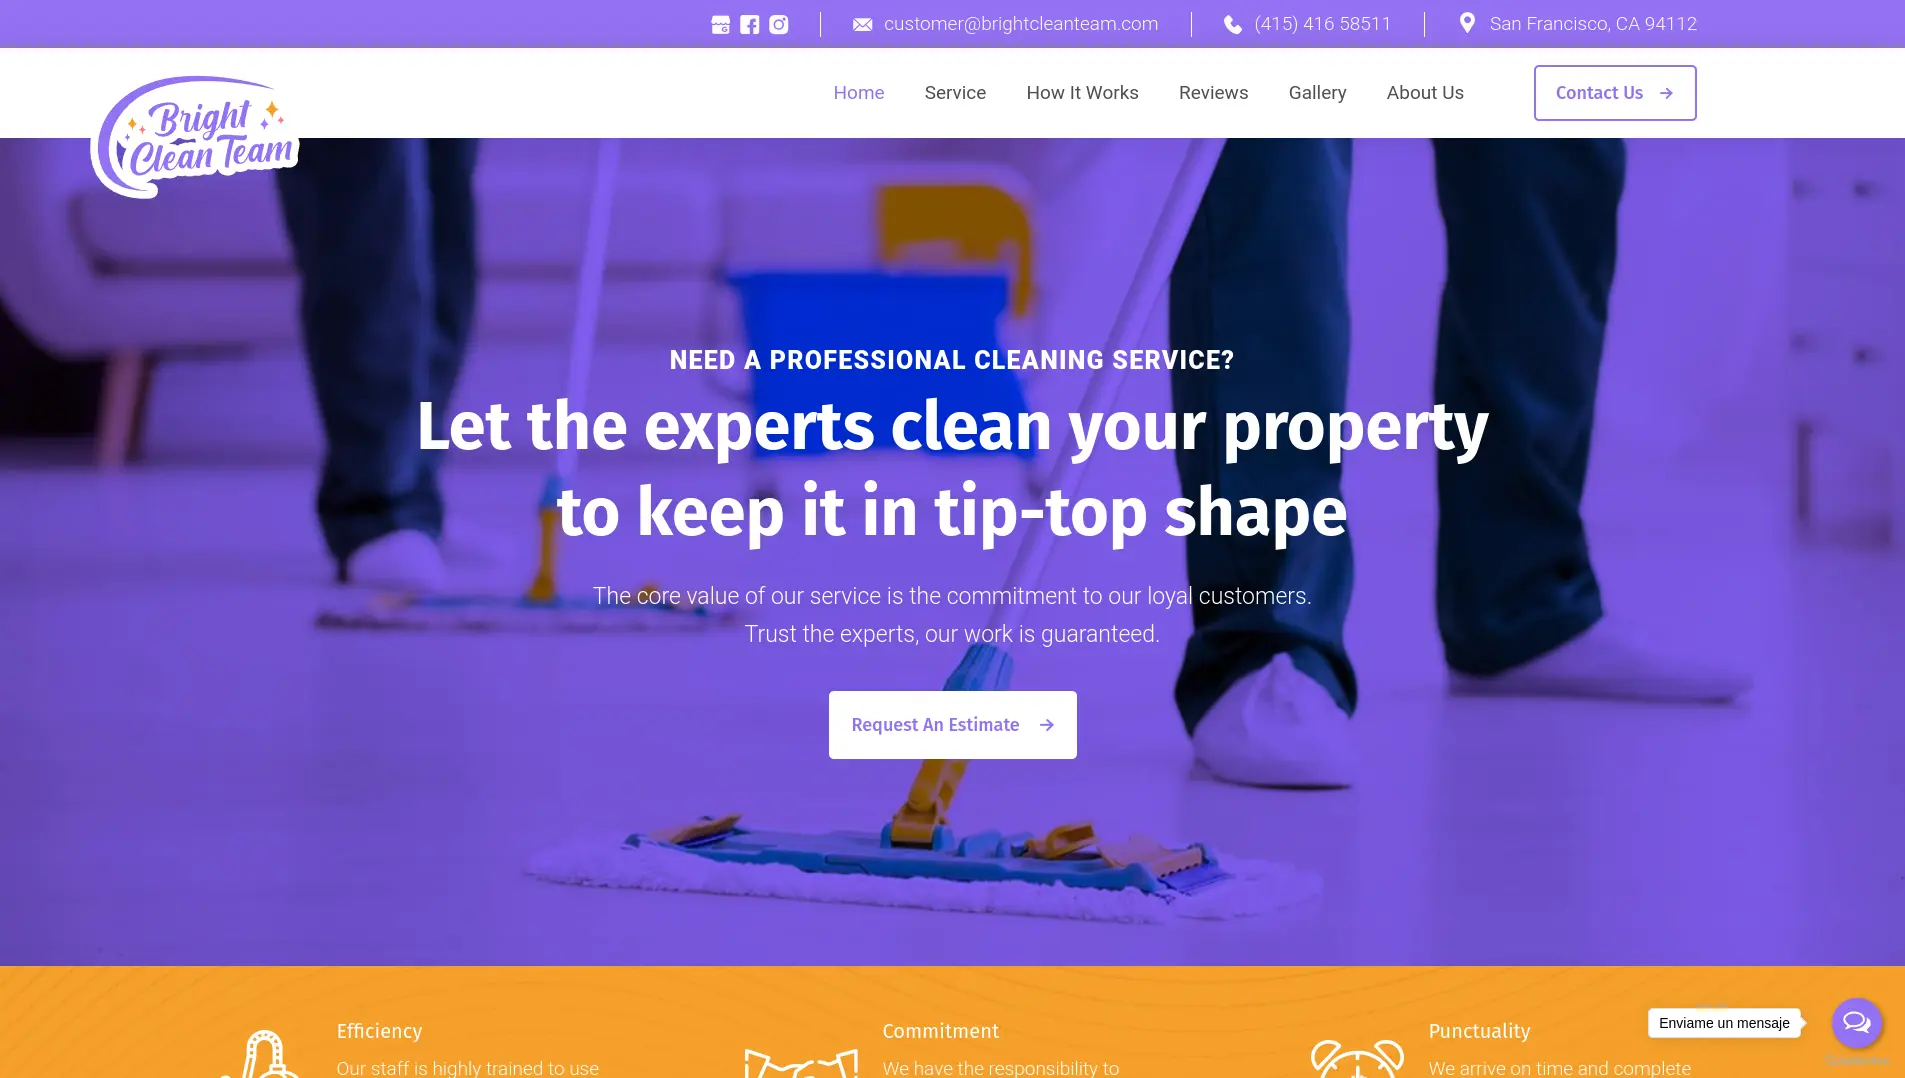 customer@brightcleanteam.com
(415) 416 58511
San Francisco, CA 94112
Bright
Clean Team
Home
Service
How It Works
Reviews
Gallery
About Us
Contact Us
NEED A PROFESSIONAL CLEANING SERVICE?
Let the experts clean your property
to keep it in tip-top shape
The core value of our service is the commitment to our loyal customers.
Trust the experts, our work is guaranteed.
Request An Estimate
Efficiency
Our staff is highly trained to use
Commitment
We have the responsibility to
Punctuality
We arrive on time and complete
Enviame un mensaje